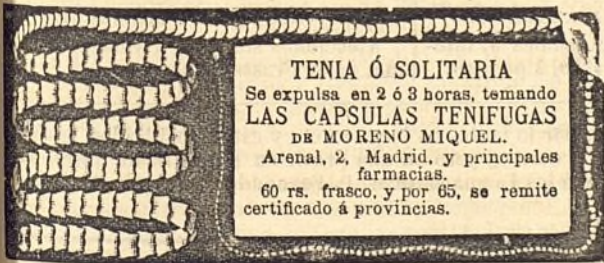 TENIA Ó SOLITARIA
Se expulsa en 2 ó 3 horas, temando
LAS CAPSULAS TENIFUGAS
DE MORENO MIQUEL.
Arenal, 2, Madrid, y principales
farmacias.
60 rs. frasco, y por 65, se remite
certificado á provincias.